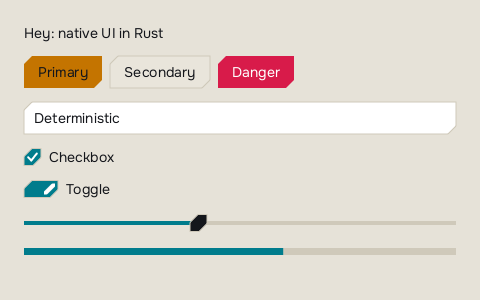 Hey: native UI in Rust
Primary Secondary Danger
Deterministic
Checkbox
Toggle